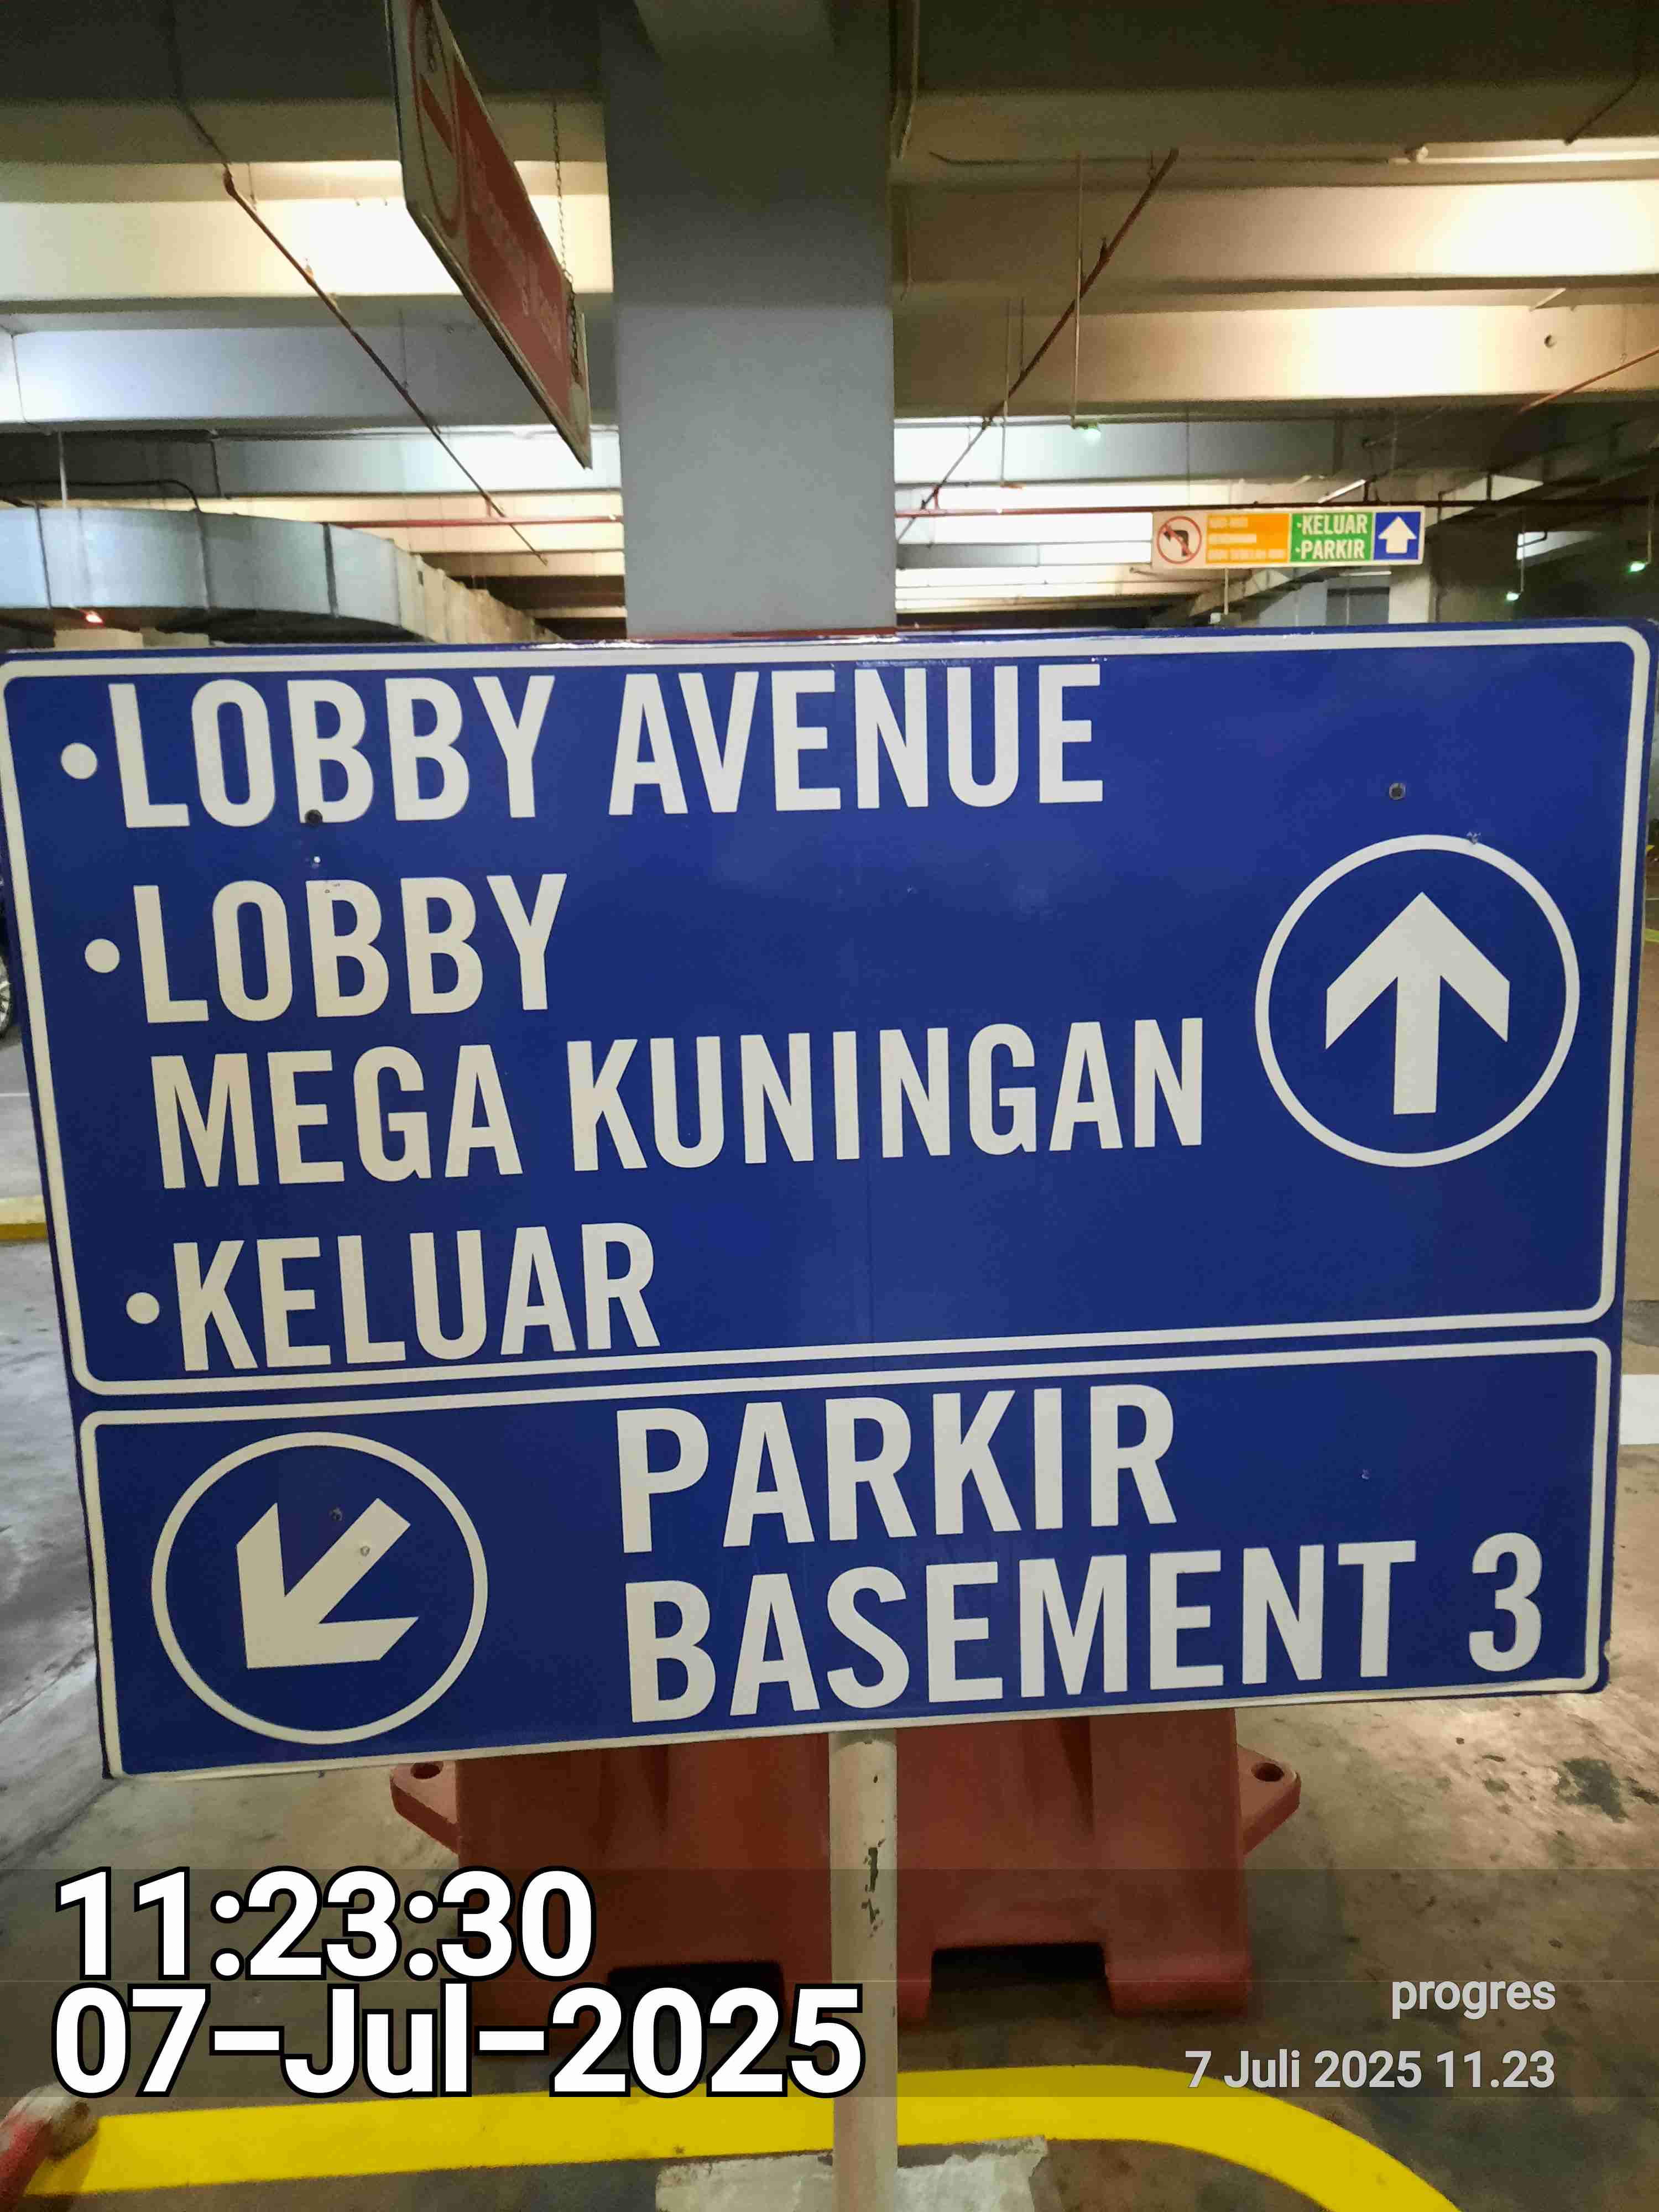 KELUAR
PARKIR
•LOBBY AVENUE
•LOBBY
MEGA KUNINGAN
•KELUAR
PARKIR
BASEMENT 3
11:23:30
07-Jul-2025
progres
7 Juli 2025 11.23